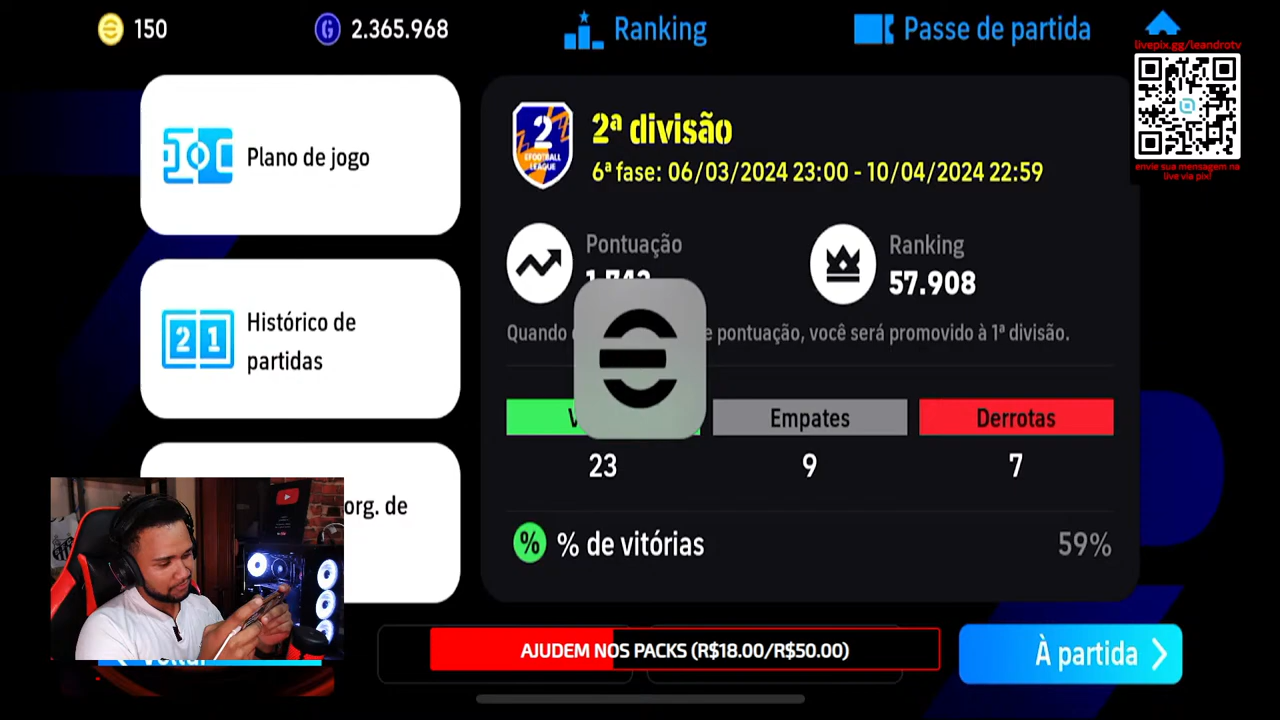 150
2.365.968
Ranking
Passe de partida
livepix.gg/leandrotv
envie sua mensagem na
live via pix!
Plano de jogo
Histórico de
partidas
org. de
2
EFOOTBALL
LEAGUE
2ª divisão
6ª fase: 06/03/2024 23:00 - 10/04/2024 22:59
Pontuação
Ranking
57.908
Quando
e pontuação, você será promovido à 1ª divisão.
Empates
Derrotas
23
9
7
% de vitórias
59%
AJUDEM NOS PACKS (R$18.00/R$50.00)
À partida